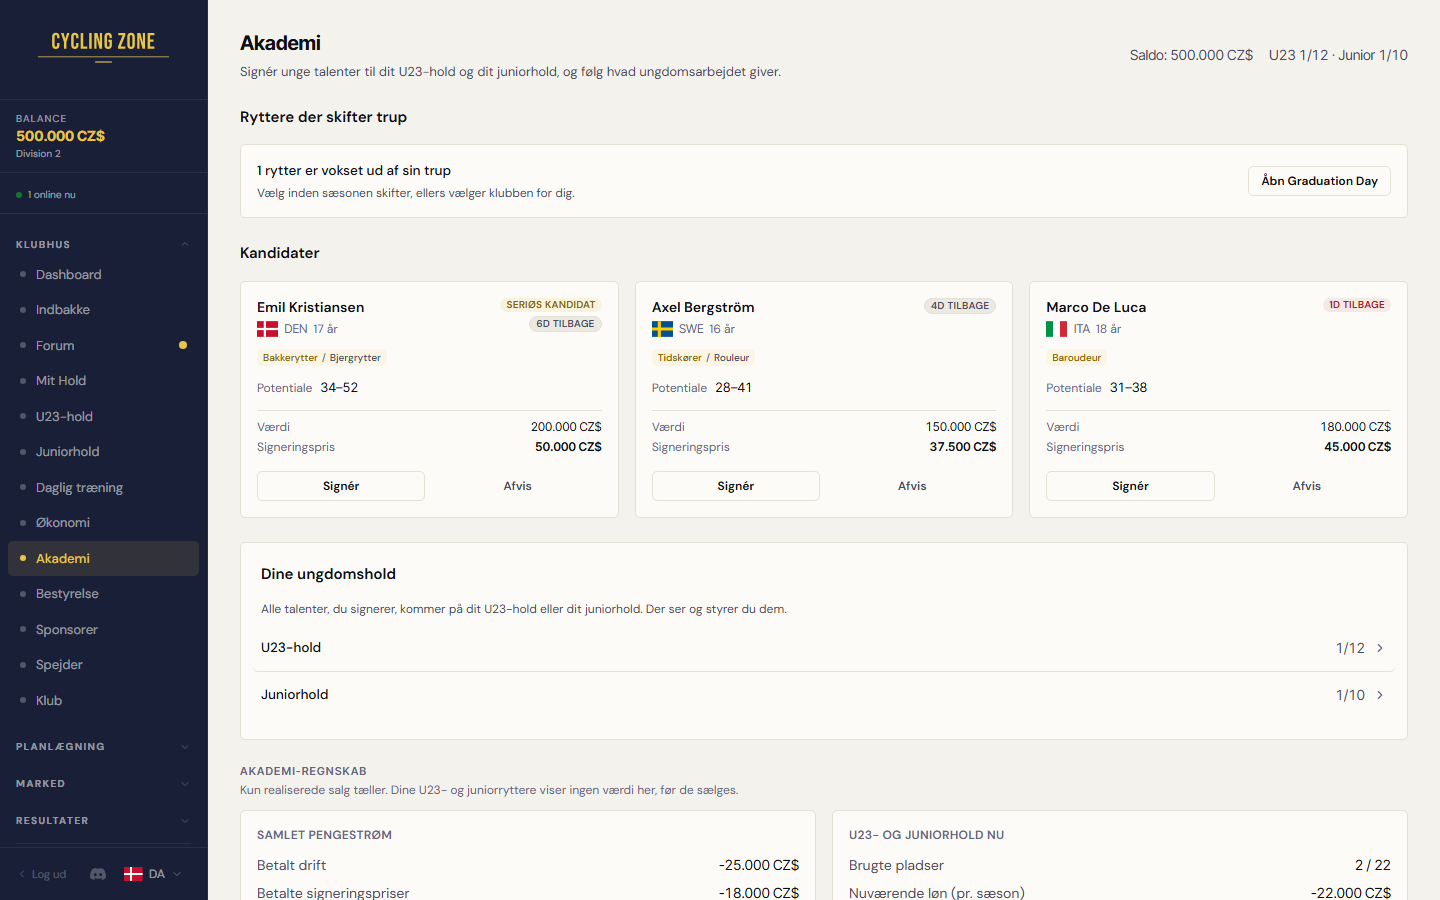 CYCLING ZONE
BALANCE
500.000 CZ$
Division 2
1 online nu
KLUBHUS
Dashboard
Indbakke
Forum
Mit Hold
U23-hold
Juniorhold
Daglig træning
Økonomi
Akademi
Bestyrelse
Sponsorer
Spejder
Klub
PLANLÆGNING
MARKED
RESULTATER
Log ud
DA
Akademi
Signér unge talenter til dit U23-hold og dit juniorhold, og følg hvad ungdomsarbejdet giver.
Saldo: 500.000 CZ$ U23 1/12 · Junior 1/10
Ryttere der skifter trup
1 rytter er vokset ud af sin trup
Vælg inden sæsonen skifter, ellers vælger klubben for dig.
Åbn Graduation Day
Kandidater
Emil Kristiansen
SERIØS KANDIDAT
6D TILBAGE
DEN 17 år
Bakkerytter / Bjergrytter
Potentiale 34–52
Værdi 200.000 CZ$
Signeringspris 50.000 CZ$
Signér Afvis
Axel Bergström
4D TILBAGE
SWE 16 år
Tidskører / Rouleur
Potentiale 28–41
Værdi 150.000 CZ$
Signeringspris 37.500 CZ$
Signér Afvis
Marco De Luca
1D TILBAGE
ITA 18 år
Baroudeur
Potentiale 31–38
Værdi 180.000 CZ$
Signeringspris 45.000 CZ$
Signér Afvis
Dine ungdomshold
Alle talenter, du signerer, kommer på dit U23-hold eller dit juniorhold. Der ser og styrer du dem.
U23-hold 1/12
Juniorhold 1/10
AKADEMI-REGNSKAB
Kun realiserede salg tæller. Dine U23- og juniorryttere viser ingen værdi her, før de sælges.
SAMLET PENGESTRØM
Betalt drift -25.000 CZ$
Betalte signeringspriser -18.000 CZ$
U23- OG JUNIORHOLD NU
Brugte pladser 2 / 22
Nuværende løn (pr. sæson) -22.000 CZ$